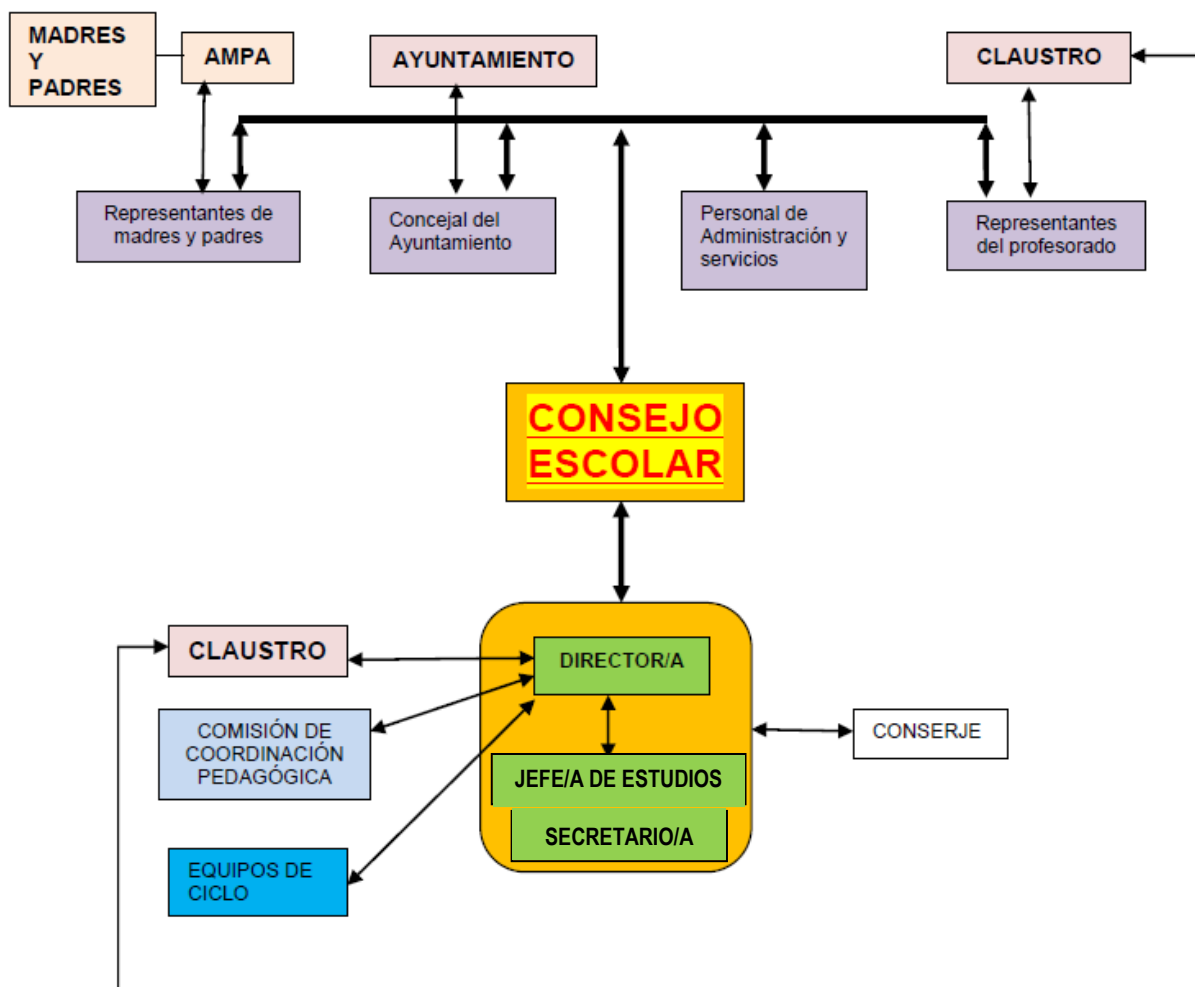 MADRES
Y
PADRES
AMPA
AYUNTAMIENTO
CLAUSTRO
Representantes de
madres y padres
Concejal del
Ayuntamiento
Personal de
Administración y
servicios
Representantes
del profesorado
CONSEJO
ESCOLAR
CLAUSTRO
DIRECTOR/A
COMISIÓN DE
COORDINACIÓN
PEDAGÓGICA
CONSERJE
JEFE/A DE ESTUDIOS
SECRETARIO/A
EQUIPOS DE
CICLO